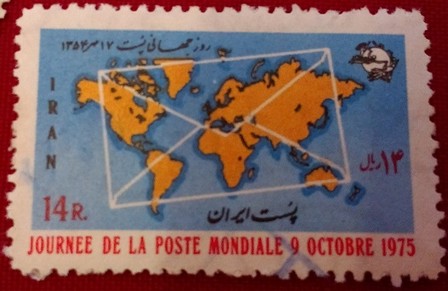 روز جهانی پست ۱۷ مهر ۱۳۵۴
IRAN
۱۴ ریال
14 R.
پست ایران
JOURNEE DE LA POSTE MONDIALE 9 OCTOBRE 1975